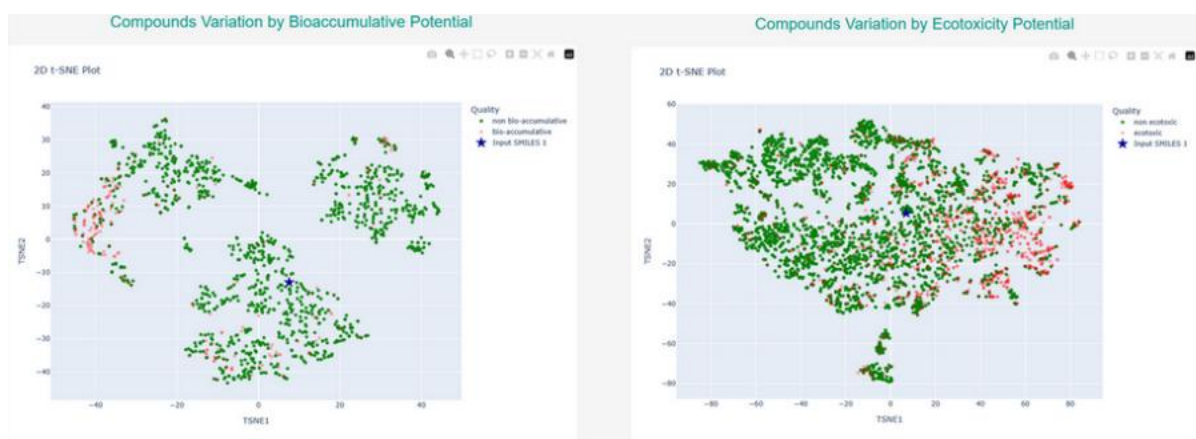 Compounds Variation by Bioaccumulative Potential
2D t-SNE Plot
Quality
non bio-accumulative
bio-accumulative
Input SMILES 1
40
30
20
10
0
−10
−20
−30
−40
TSNE2
−40
−20
0
20
40
TSNE1
Compounds Variation by Ecotoxicity Potential
2D t-SNE Plot
Quality
non ecotoxic
ecotoxic
Input SMILES 1
60
40
20
0
−20
−40
−60
−80
TSNE2
−80
−60
−40
−20
0
20
40
60
80
TSNE1